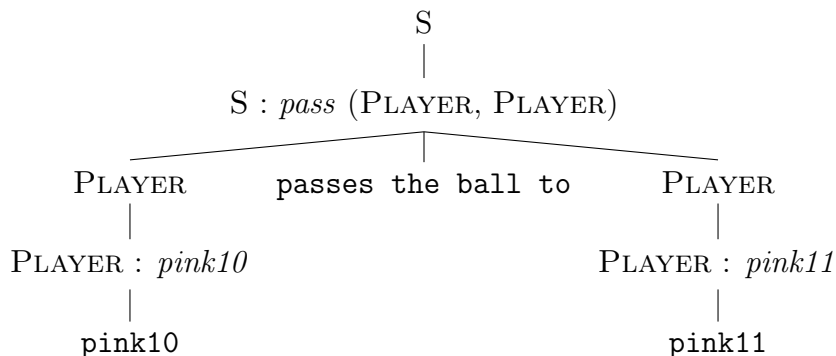 S
S : pass (PLAYER, PLAYER)
PLAYER passes the ball to PLAYER
PLAYER : pink10 PLAYER : pink11
pink10 pink11